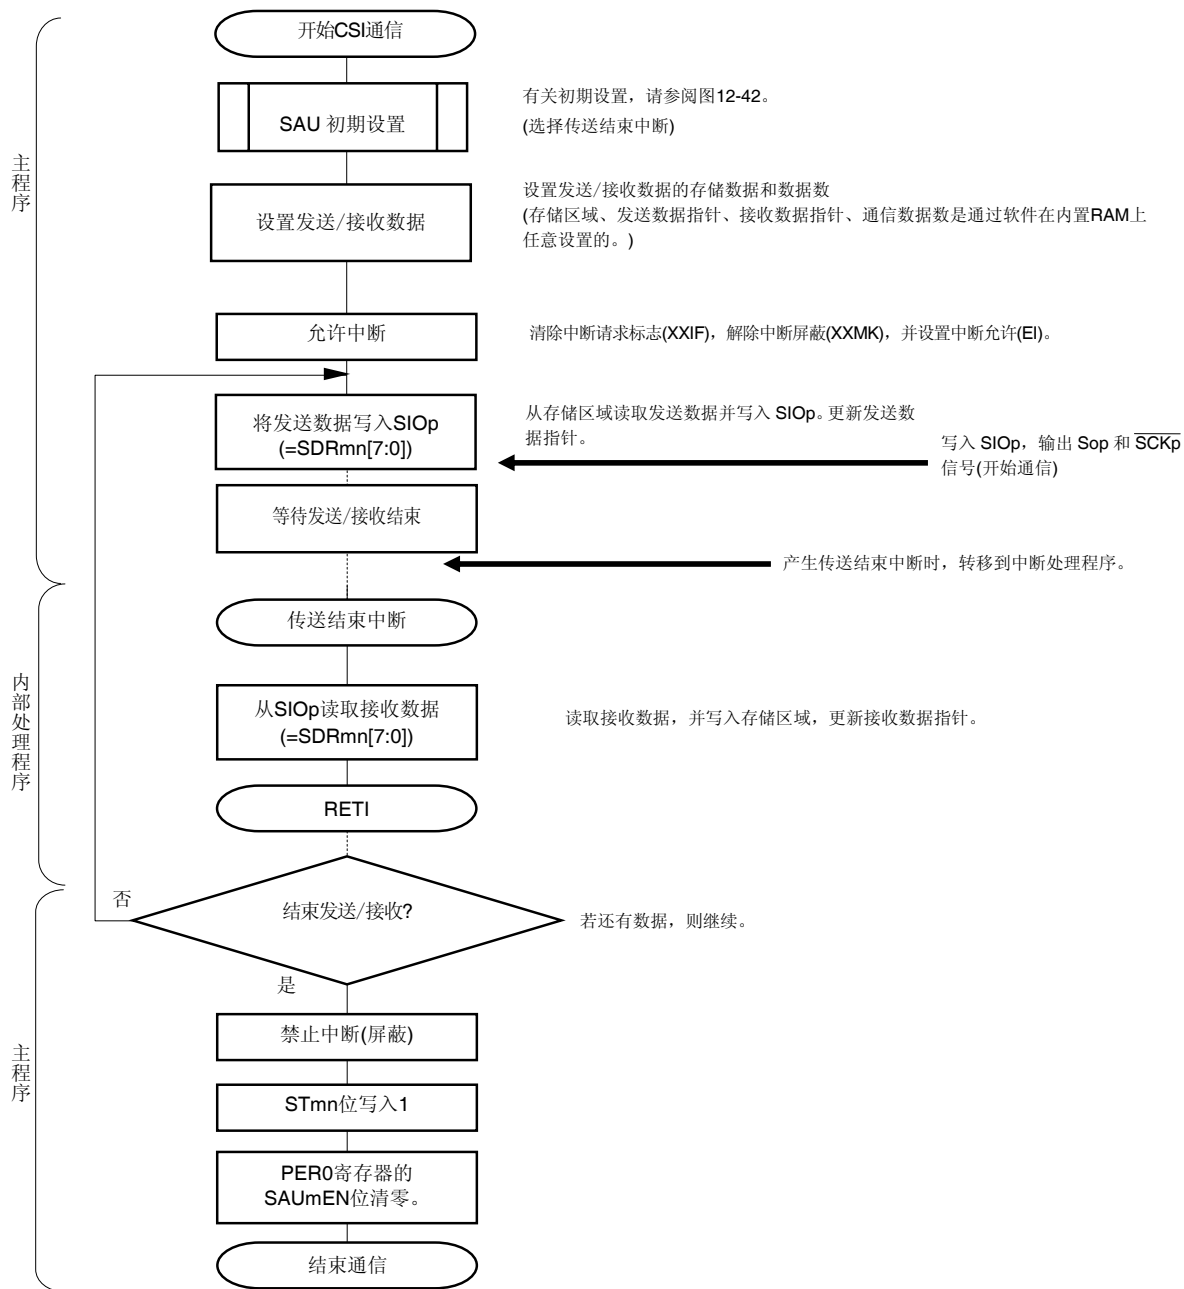 开始CSI通信
SAU 初期设置
有关初期设置，请参阅图12-42。
(选择传送结束中断)
主程序
设置发送/接收数据
设置发送/接收数据的存储数据和数据数
(存储区域、发送数据指针、接收数据指针、通信数据数是通过软件在内置RAM上
任意设置的。)
允许中断
清除中断请求标志(XXIF)，解除中断屏蔽(XXMK)，并设置中断允许(EI)。
将发送数据写入SIOp
(=SDRmn[7:0])
从存储区域读取发送数据并写入 SIOp。更新发送数
据指针。
写入 SIOp，输出 Sop 和 SCKp
信号(开始通信)
等待发送/接收结束
产生传送结束中断时，转移到中断处理程序。
传送结束中断
内部处理程序
从SIOp读取接收数据
(=SDRmn[7:0])
读取接收数据，并写入存储区域，更新接收数据指针。
RETI
否
结束发送/接收?
若还有数据，则继续。
是
主程序
禁止中断(屏蔽)
STmn位写入1
PER0寄存器的
SAUmEN位清零。
结束通信